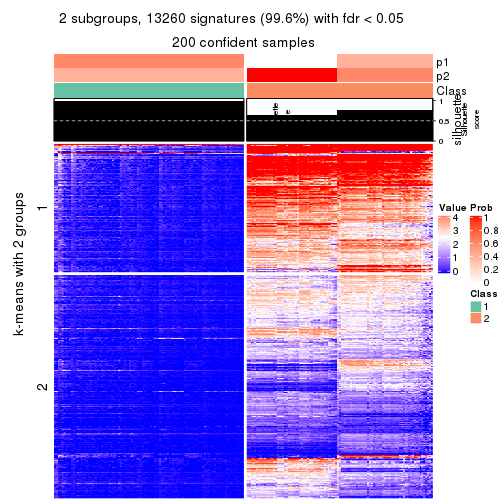 2 subgroups, 13260 signatures (99.6%) with fdr < 0.05
200 confident samples
p1
p2
Class
1
0.5
0
silhouette
Silhouette
score
k-means with 2 groups
1
2
Value
4
3
2
1
0
Prob
1
0.8
0.6
0.4
0.2
0
Class
1
2